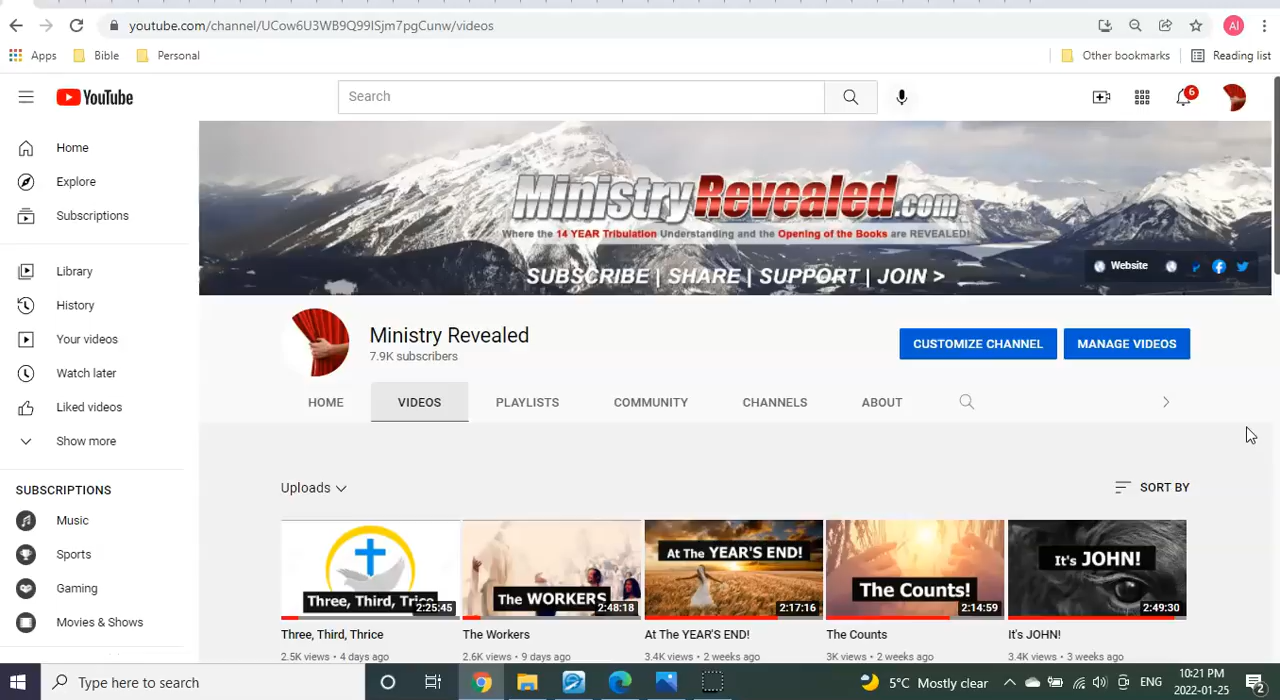 youtube.com/channel/UCow6U3WB9Q99ISjm7pgCunw/videos
AI
Apps
Bible
Personal
Other bookmarks
Reading list
YouTube
Search
6
Home
Explore
Subscriptions
Library
History
Your videos
Watch later
Liked videos
Show more
SUBSCRIPTIONS
Music
Sports
Gaming
Movies & Shows
MinistryRevealed.com
Where the 14 YEAR Tribulation Understanding and the Opening of the Books are REVEALED!
SUBSCRIBE | SHARE | SUPPORT | JOIN >
Website
Ministry Revealed
7.9K subscribers
CUSTOMIZE CHANNEL
MANAGE VIDEOS
HOME
VIDEOS
PLAYLISTS
COMMUNITY
CHANNELS
ABOUT
Uploads
SORT BY
Three, Third, Trice
2:25:45
The WORKERS
2:48:18
At The YEAR'S END!
2:17:16
The Counts!
2:14:59
It's JOHN!
2:49:30
Three, Third, Thrice
The Workers
At The YEAR'S END!
The Counts
It's JOHN!
2.5K views • 4 days ago
2.6K views • 9 days ago
3.4K views • 2 weeks ago
3K views • 2 weeks ago
3.4K views • 3 weeks ago
Type here to search
5°C Mostly clear
ENG
10:21 PM
2022-01-25
2